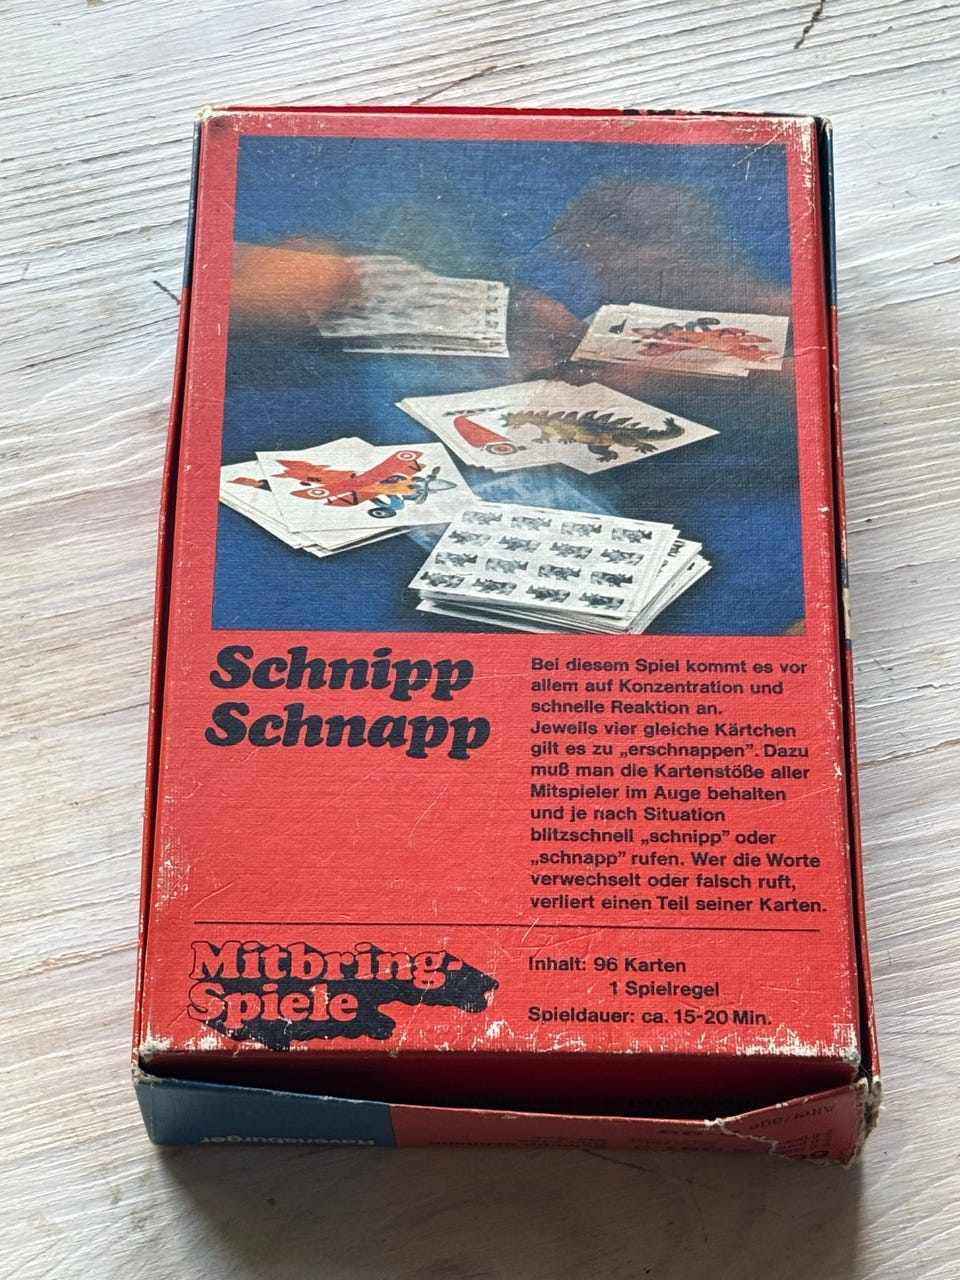 Schnipp
Schnapp
Bei diesem Spiel kommt es vor
allem auf Konzentration und
schnelle Reaktion an.
Jeweils vier gleiche Kärtchen
gilt es zu „erschnappen”. Dazu
muß man die Kartenstöße aller
Mitspieler im Auge behalten
und je nach Situation
blitzschnell „schnipp” oder
„schnapp” rufen. Wer die Worte
verwechselt oder falsch ruft,
verliert einen Teil seiner Karten.
Mitbring-
Spiele
Inhalt: 96 Karten
1 Spielregel
Spieldauer: ca. 15-20 Min.
Ravensburger
Alter/age